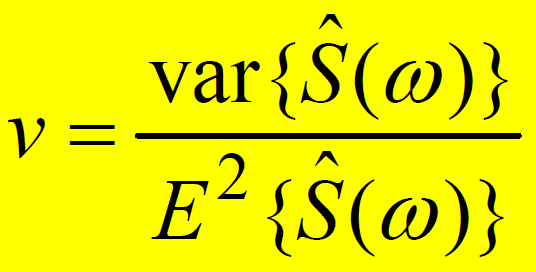 v = var{Ŝ(ω)} / E²{Ŝ(ω)}